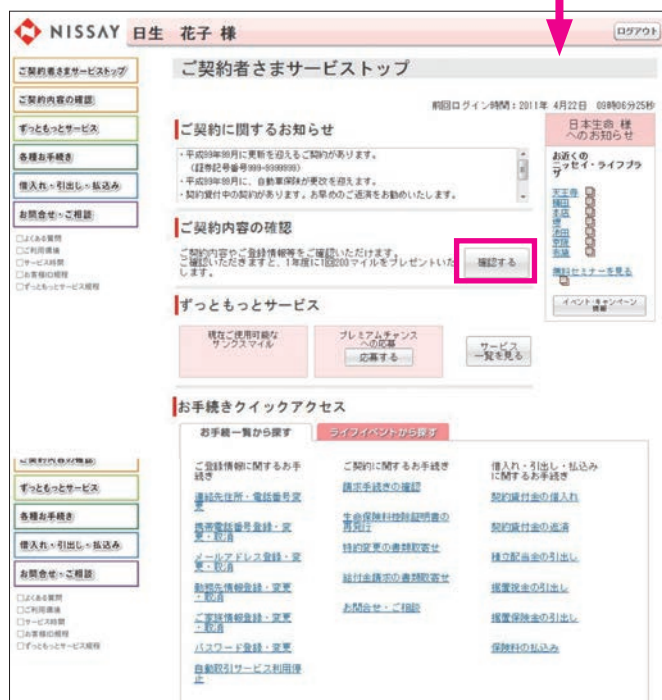 NISSAY 日生 花子 様
ログアウト
ご契約者さまサービストップ
ご契約内容の確認
ずっともっとサービス
各種お手続き
借入れ・引出し・払込み
お問合せ・ご相談
□よくある質問
□ご利用環境
□サービス時間
□お客様ID規程
□ずっともっとサービス規程
ご契約者さまサービストップ
前回ログイン時間：2011年 4月22日 09時06分25秒
ご契約に関するお知らせ
・平成99年99月に更新を迎えるご契約があります。
（証券記号番号999-9999999）
・平成99年99月に、自動車保険が更改を迎えます。
・契約貸付中の契約があります。お早めのご返済をお勧めいたします。
日本生命 様
へのお知らせ
お近くの
ニッセイ・ライフプラ
ザ
天王寺
梅田
本店
堺
池田
京阪
無料セミナーを見る
イベント・キャンペーン
情報
ご契約内容の確認
ご契約内容やご登録情報等をご確認いただけます。
ご確認いただきますと、1年度に1回200マイルをプレゼントいた
します。
確認する
ずっともっとサービス
現在ご使用可能な
サンクスマイル
プレミアムチャンス
への応募
応募する
サービス
一覧を見る
お手続きクイックアクセス
お手続一覧から探す
ライフイベントから探す
ご登録情報に関するお手
続き
連絡先住所・電話番号変
更
携帯電話番号登録・変
更・取消
メールアドレス登録・変
更・取消
勤務先情報登録・変更
・取消
ご家族情報登録・変更
・取消
パスワード登録・変更
自動取引サービス利用停
止
ご契約に関するお手続き
請求手続きの確認
生命保険料控除証明書の
再発行
特約変更の書類取寄せ
給付金請求の書類取寄せ
お問合せ・ご相談
借入れ・引出し・払込み
に関するお手続き
契約貸付金の借入れ
契約貸付金の返済
積立配当金の引出し
据置祝金の引出し
据置保険金の引出し
保険料の払込み
ご契約内容の確認
ずっともっとサービス
各種お手続き
借入れ・引出し・払込み
お問合せ・ご相談
□よくある質問
□ご利用環境
□サービス時間
□お客様ID規程
□ずっともっとサービス規程